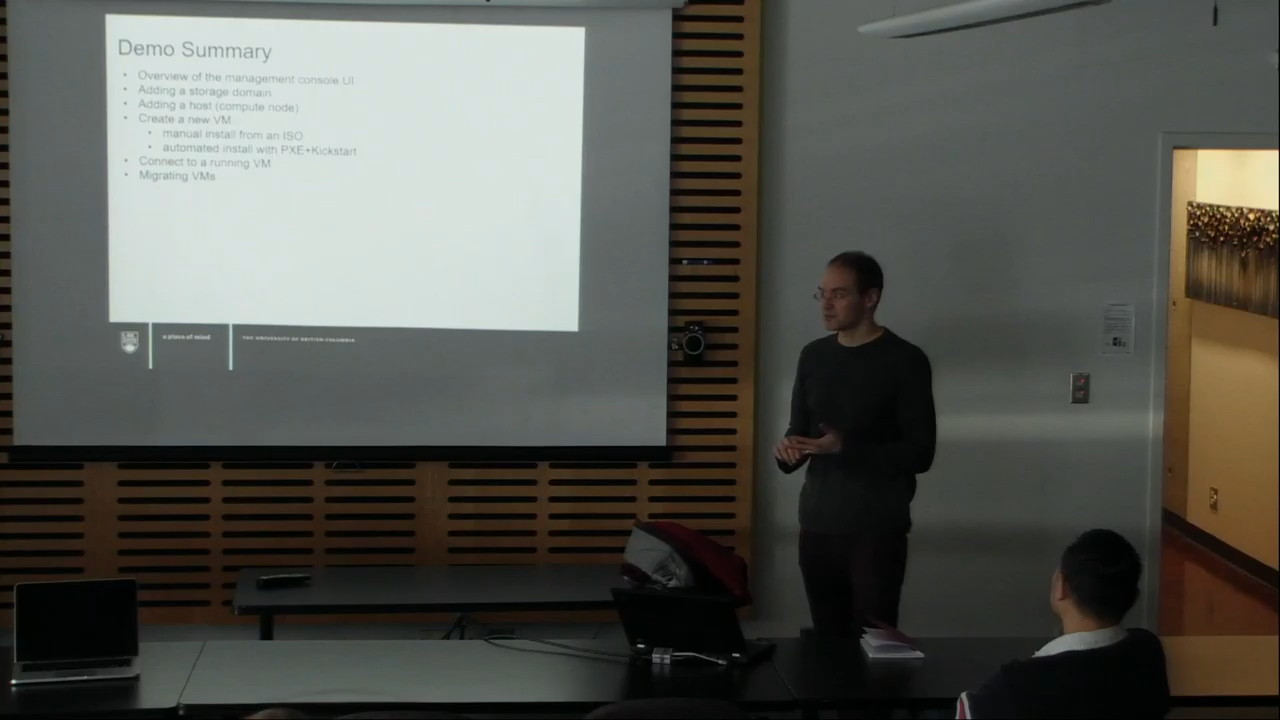 Demo Summary
• Overview of the management console UI
• Adding a storage domain
• Adding a host (compute node)
• Create a new VM
• manual install from an ISO
• automated install with PXE+Kickstart
• Connect to a running VM
• Migrating VMs
a place of mind
THE UNIVERSITY OF BRITISH COLUMBIA